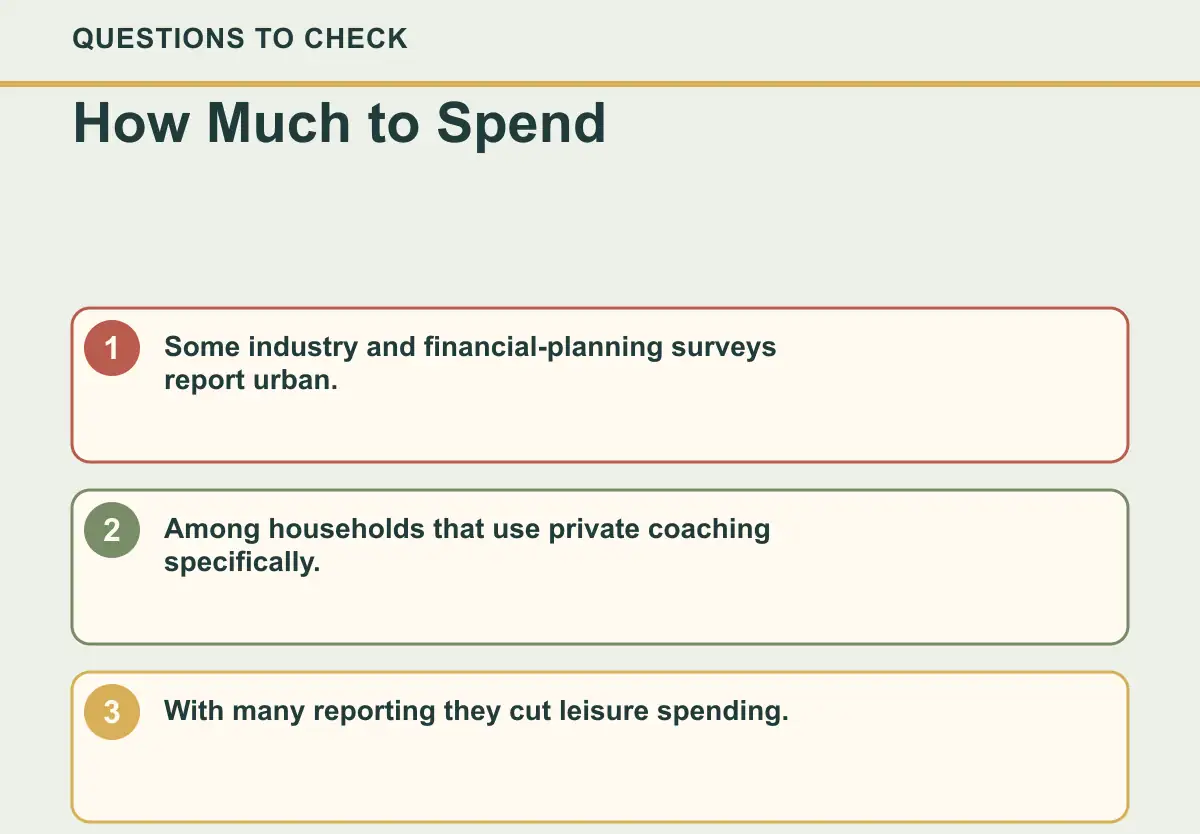 QUESTIONS TO CHECK
How Much to Spend
1
Some industry and financial-planning surveys
report urban.
2
Among households that use private coaching
specifically.
3
With many reporting they cut leisure spending.